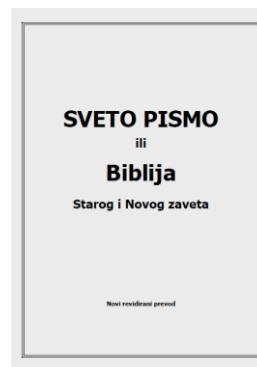 SVETO PISMO
ili
Biblija
Starog i Novog zaveta
Novi revidirani prevod